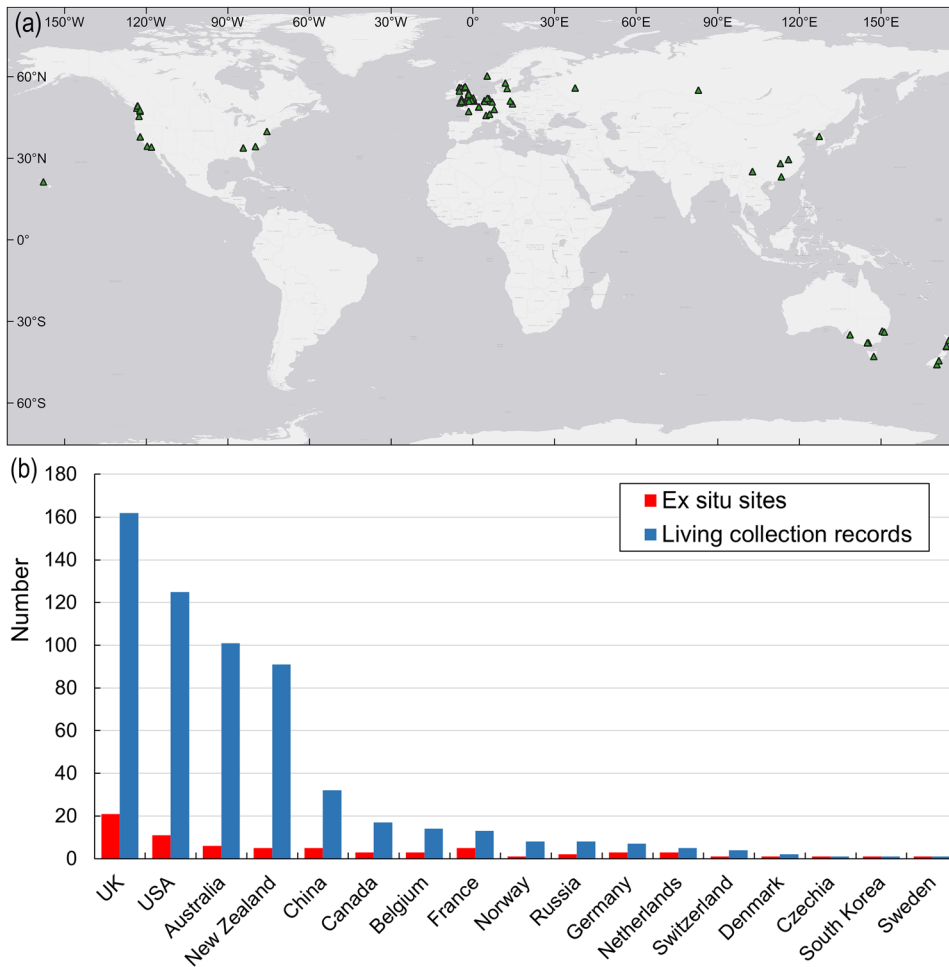 (a)
150°W 120°W 90°W 60°W 30°W 0° 30°E 60°E 90°E 120°E 150°E
60°N
30°N
0°
30°S
60°S
(b)
180
160
140
120
100
80
60
40
20
0
Number
Ex situ sites
Living collection records
UK
USA
Australia
New Zealand
China
Canada
Belgium
France
Norway
Russia
Germany
Netherlands
Switzerland
Denmark
Czechia
South Korea
Sweden